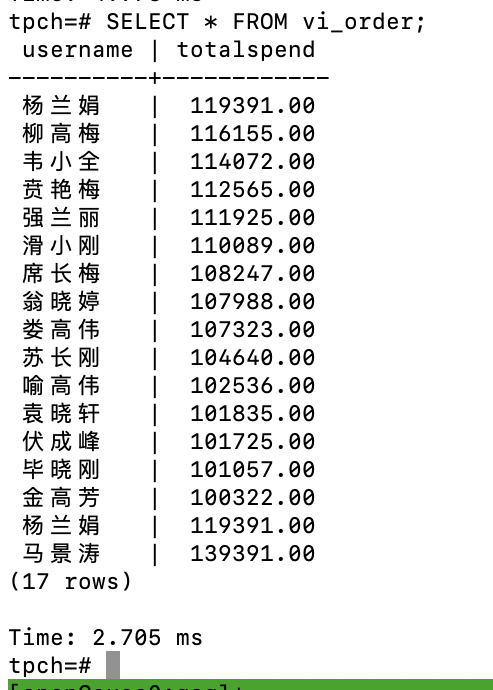 tpch=# SELECT * FROM vi_order;
username | totalspend
----------+------------
杨兰娟 | 119391.00
柳高梅 | 116155.00
韦小全 | 114072.00
贲艳梅 | 112565.00
强兰丽 | 111925.00
滑小刚 | 110089.00
席长梅 | 108247.00
翁晓婷 | 107988.00
娄高伟 | 107323.00
苏长刚 | 104640.00
喻高伟 | 102536.00
袁晓轩 | 101835.00
伏成峰 | 101725.00
毕晓刚 | 101057.00
金高芳 | 100322.00
杨兰娟 | 119391.00
马景涛 | 139391.00
(17 rows)
Time: 2.705 ms
tpch=#